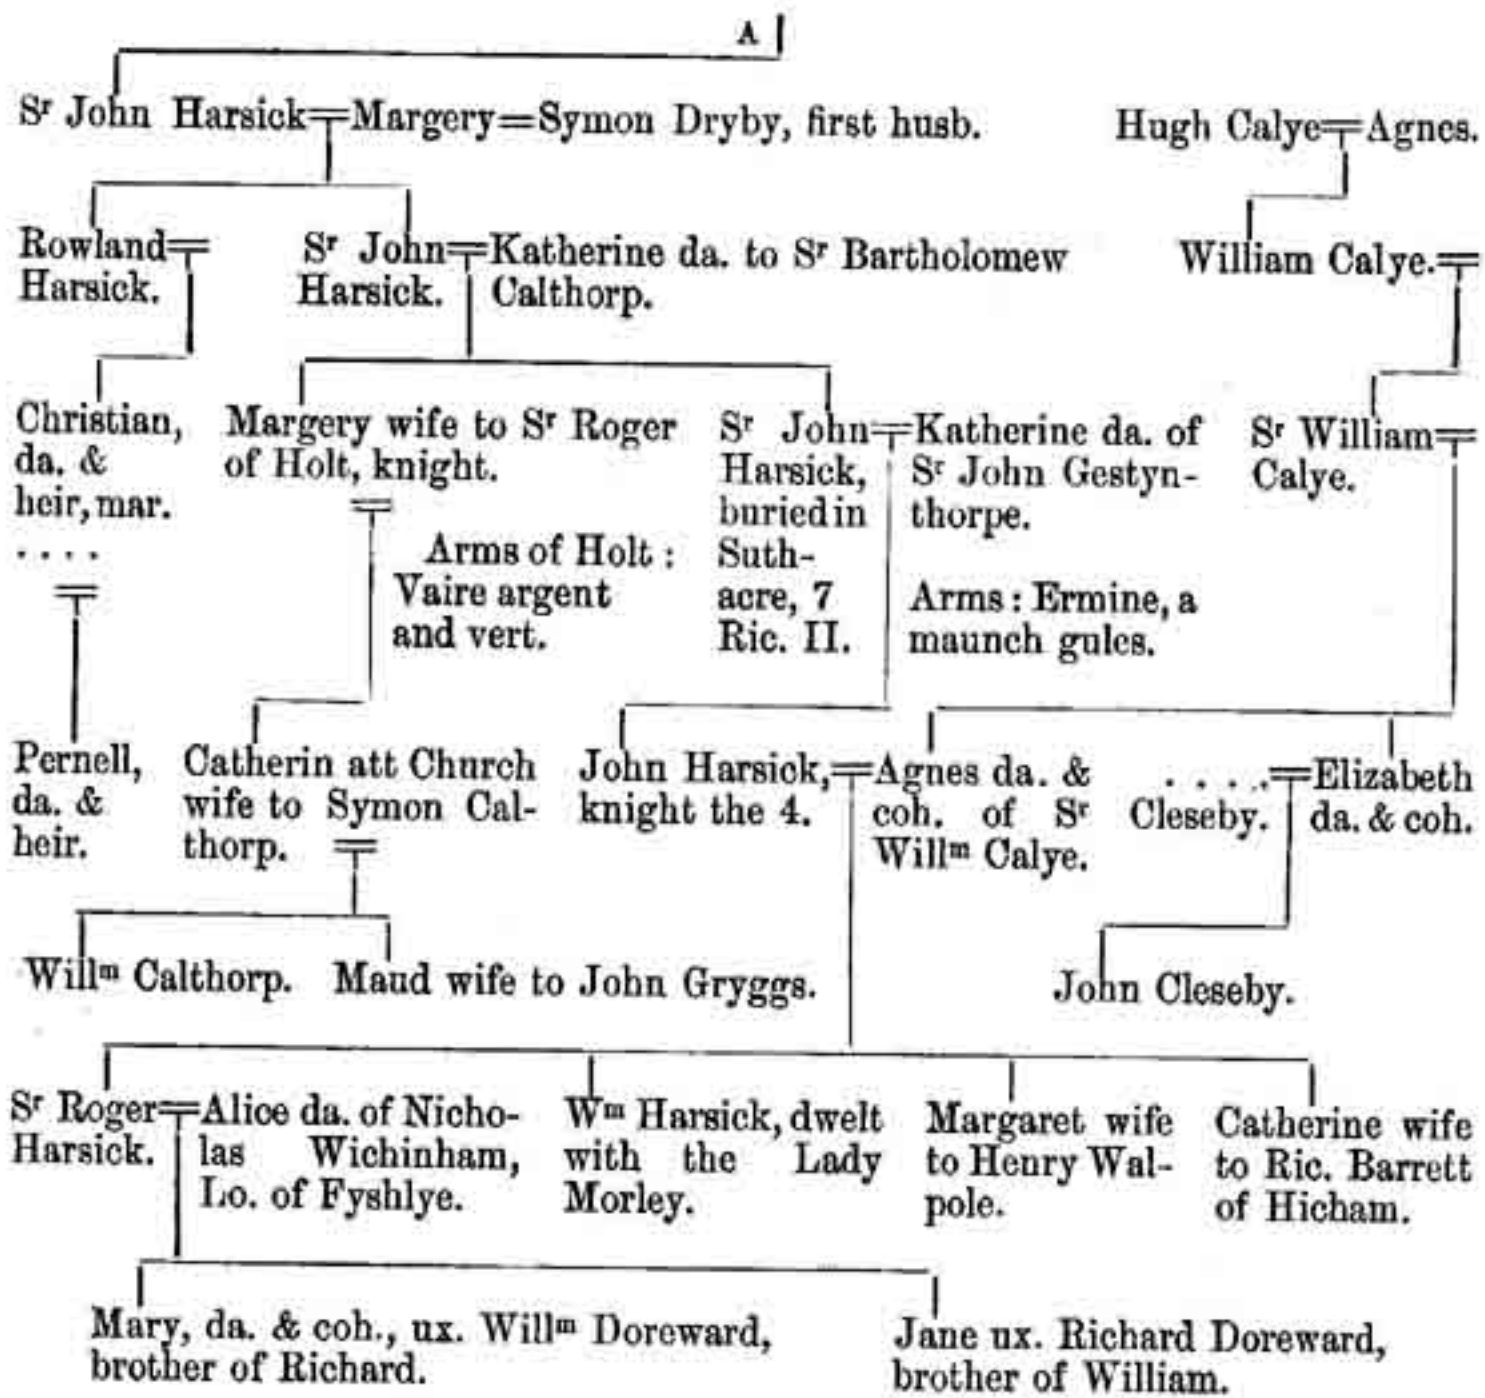 A
Sʳ John Harsick=Margery=Symon Dryby, first husb.
Hugh Calye=Agnes.
Rowland=
Harsick.
Sʳ John=Katherine da. to Sʳ Bartholomew
Harsick. Calthorp.
William Calye.=
Christian,
da. &
heir, mar.
. . . .
Margery wife to Sʳ Roger
of Holt, knight.
Arms of Holt :
Vaire argent
and vert.
Sʳ John=
Harsick,
buried in
Suth-
acre, 7
Ric. II.
Katherine da. of
Sʳ John Gestyn-
thorpe.
Arms : Ermine, a
maunch gules.
Sʳ William=
Calye.
Pernell,
da. &
heir.
Catherin att Church
wife to Symon Cal-
thorp.
John Harsick,=
knight the 4.
Agnes da. &
coh. of Sʳ
Willᵐ Calye.
. . . .=
Cleseby.
Elizabeth
da. & coh.
Willᵐ Calthorp.
Maud wife to John Gryggs.
John Cleseby.
Sʳ Roger=
Harsick.
Alice da. of Nicho-
las Wichinham,
Lo. of Fyshlye.
Wᵐ Harsick, dwelt
with the Lady
Morley.
Margaret wife
to Henry Wal-
pole.
Catherine wife
to Ric. Barrett
of Hicham.
Mary, da. & coh., ux. Willᵐ Doreward,
brother of Richard.
Jane ux. Richard Doreward,
brother of William.